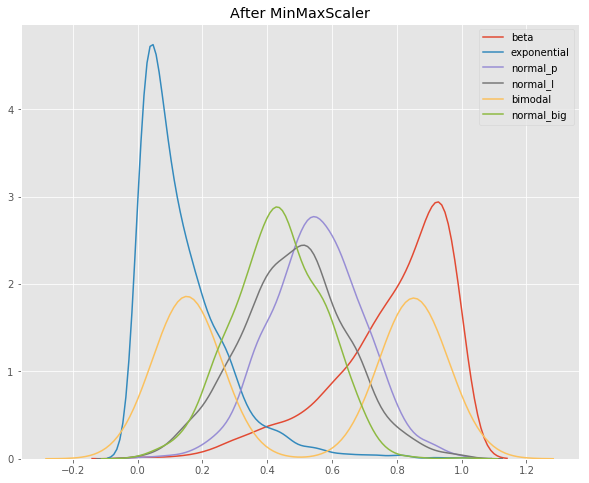 After MinMaxScaler
beta
exponential
normal_p
normal_l
bimodal
normal_big
4
3
2
1
0
−0.2
0.0
0.2
0.4
0.6
0.8
1.0
1.2